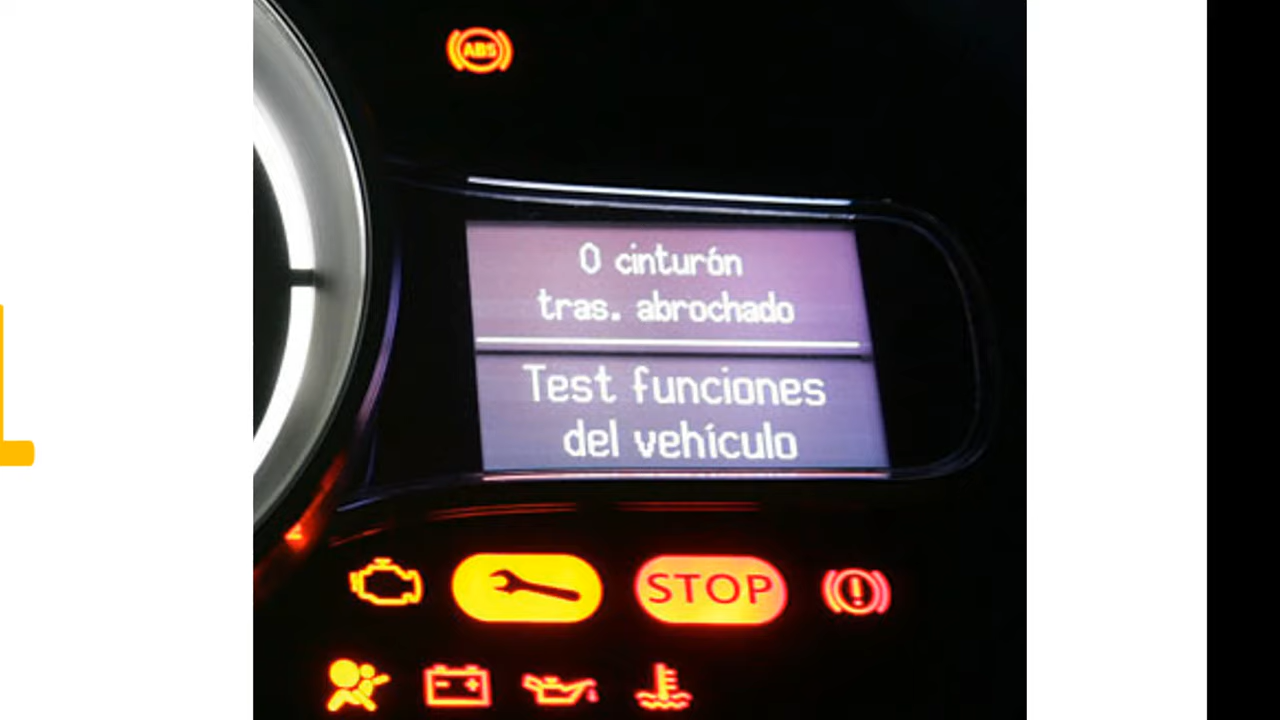 ABS
0 cinturón
tras. abrochado
Test funciones
del vehículo
STOP